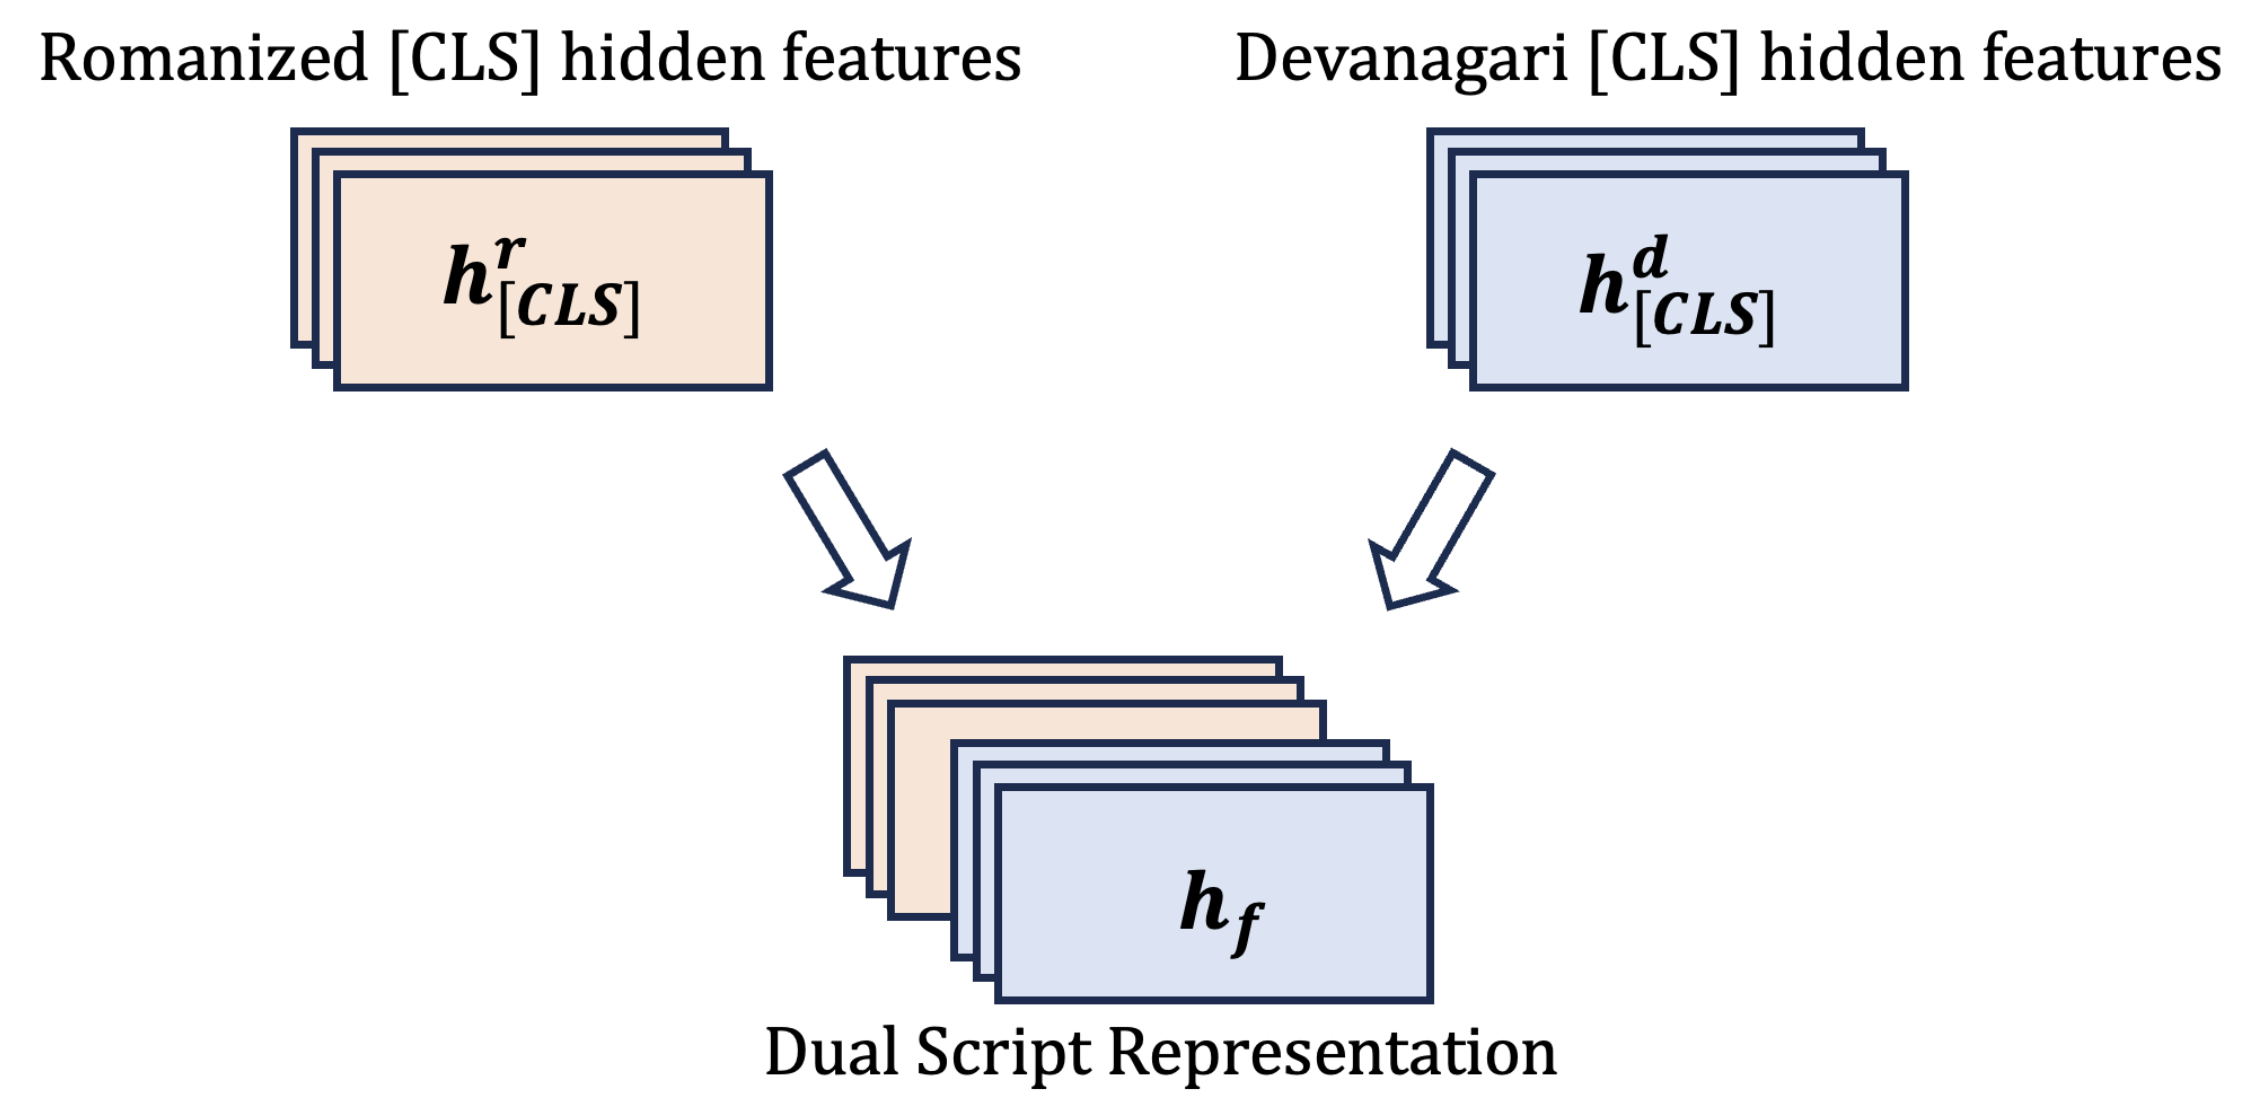 Romanized [CLS] hidden features
Devanagari [CLS] hidden features
h^r_[CLS]
h^d_[CLS]
h_f
Dual Script Representation